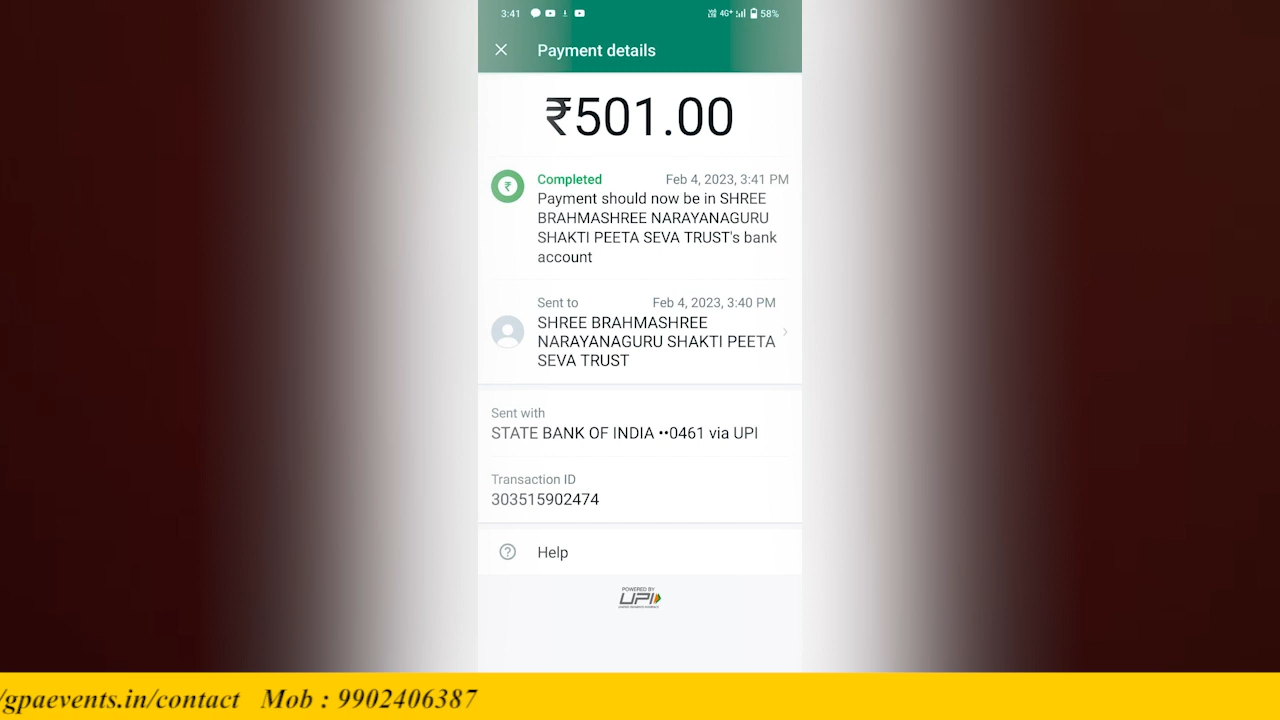 3:41 4G+ 58%
Payment details
₹501.00
Completed Feb 4, 2023, 3:41 PM
Payment should now be in SHREE
BRAHMASHREE NARAYANAGURU
SHAKTI PEETA SEVA TRUST's bank
account
Sent to Feb 4, 2023, 3:40 PM
SHREE BRAHMASHREE
NARAYANAGURU SHAKTI PEETA
SEVA TRUST
Sent with
STATE BANK OF INDIA ••0461 via UPI
Transaction ID
303515902474
Help
POWERED BY
UPI
/gpaevents.in/contact Mob : 9902406387